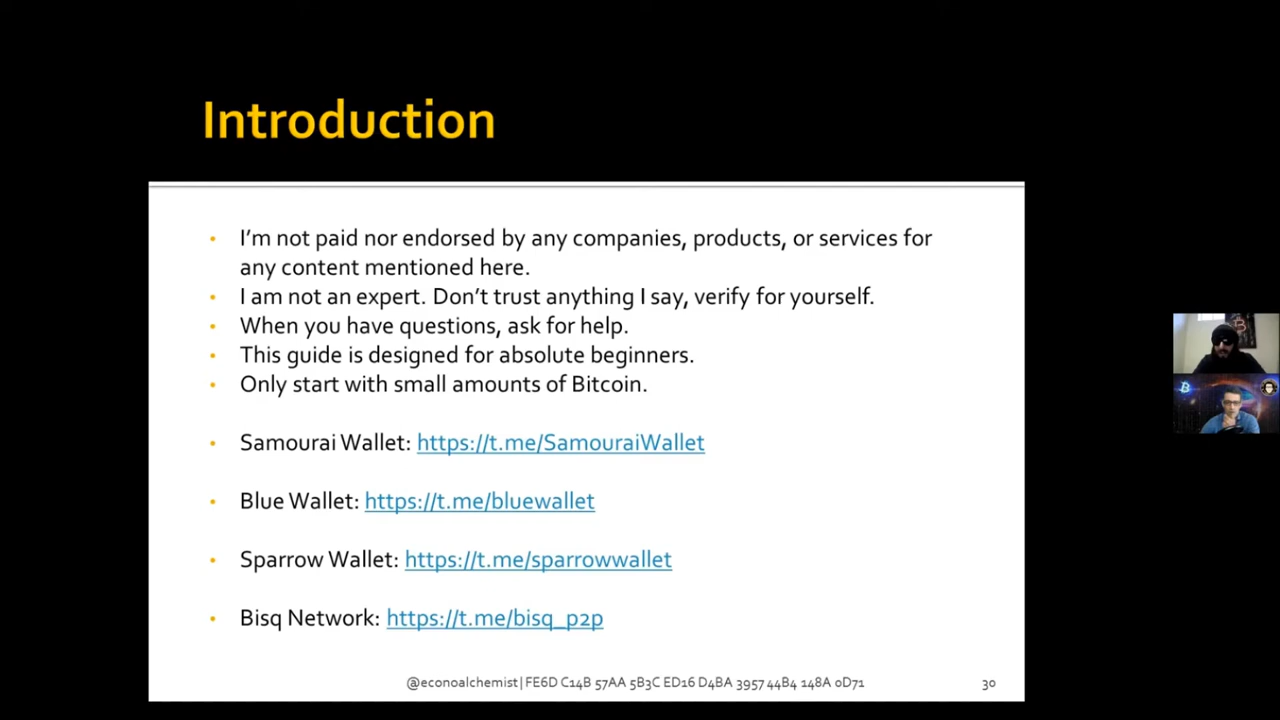 Introduction
• I'm not paid nor endorsed by any companies, products, or services for
any content mentioned here.
• I am not an expert. Don't trust anything I say, verify for yourself.
• When you have questions, ask for help.
• This guide is designed for absolute beginners.
• Only start with small amounts of Bitcoin.
• Samourai Wallet: https://t.me/SamouraiWallet
• Blue Wallet: https://t.me/bluewallet
• Sparrow Wallet: https://t.me/sparrowwallet
• Bisq Network: https://t.me/bisq_p2p
@econoalchemist| FE6D C14B 57AA 5B3C ED16 D4BA 3957 44B4 148A 0D71
30